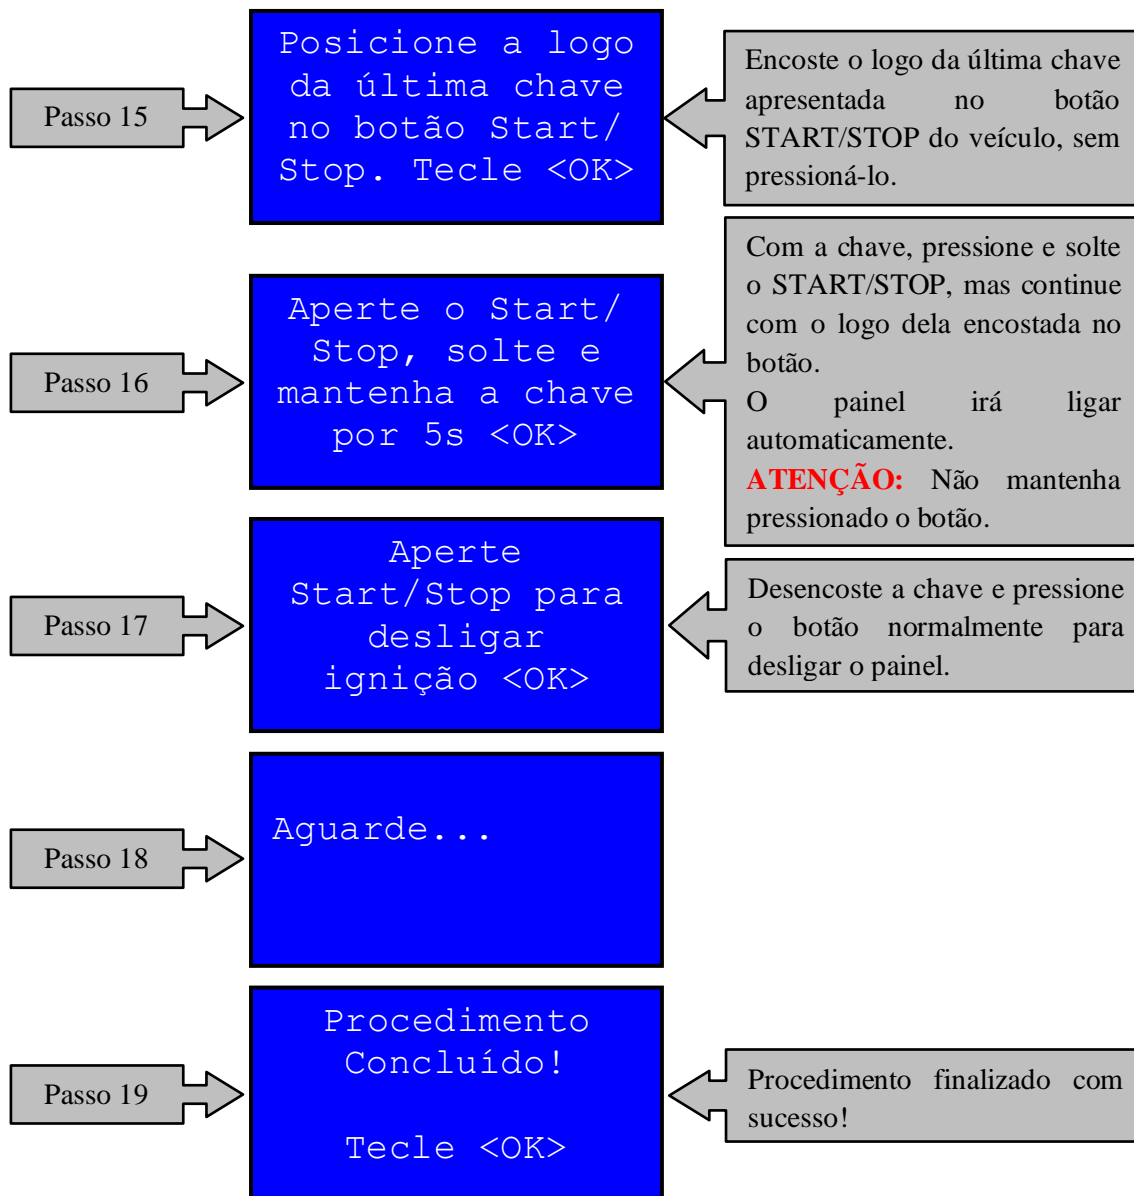 Passo 15
Posicione a logo
da última chave
no botão Start/
Stop. Tecle <OK>
Encoste o logo da última chave
apresentada no botão
START/STOP do veículo, sem
pressioná-lo.
Passo 16
Aperte o Start/
Stop, solte e
mantenha a chave
por 5s <OK>
Com a chave, pressione e solte
o START/STOP, mas continue
com o logo dela encostada no
botão.
O painel irá ligar
automaticamente.
ATENÇÃO: Não mantenha
pressionado o botão.
Passo 17
Aperte
Start/Stop para
desligar
ignição <OK>
Desencoste a chave e pressione
o botão normalmente para
desligar o painel.
Passo 18
Aguarde...
Passo 19
Procedimento
Concluído!
Tecle <OK>
Procedimento finalizado com
sucesso!